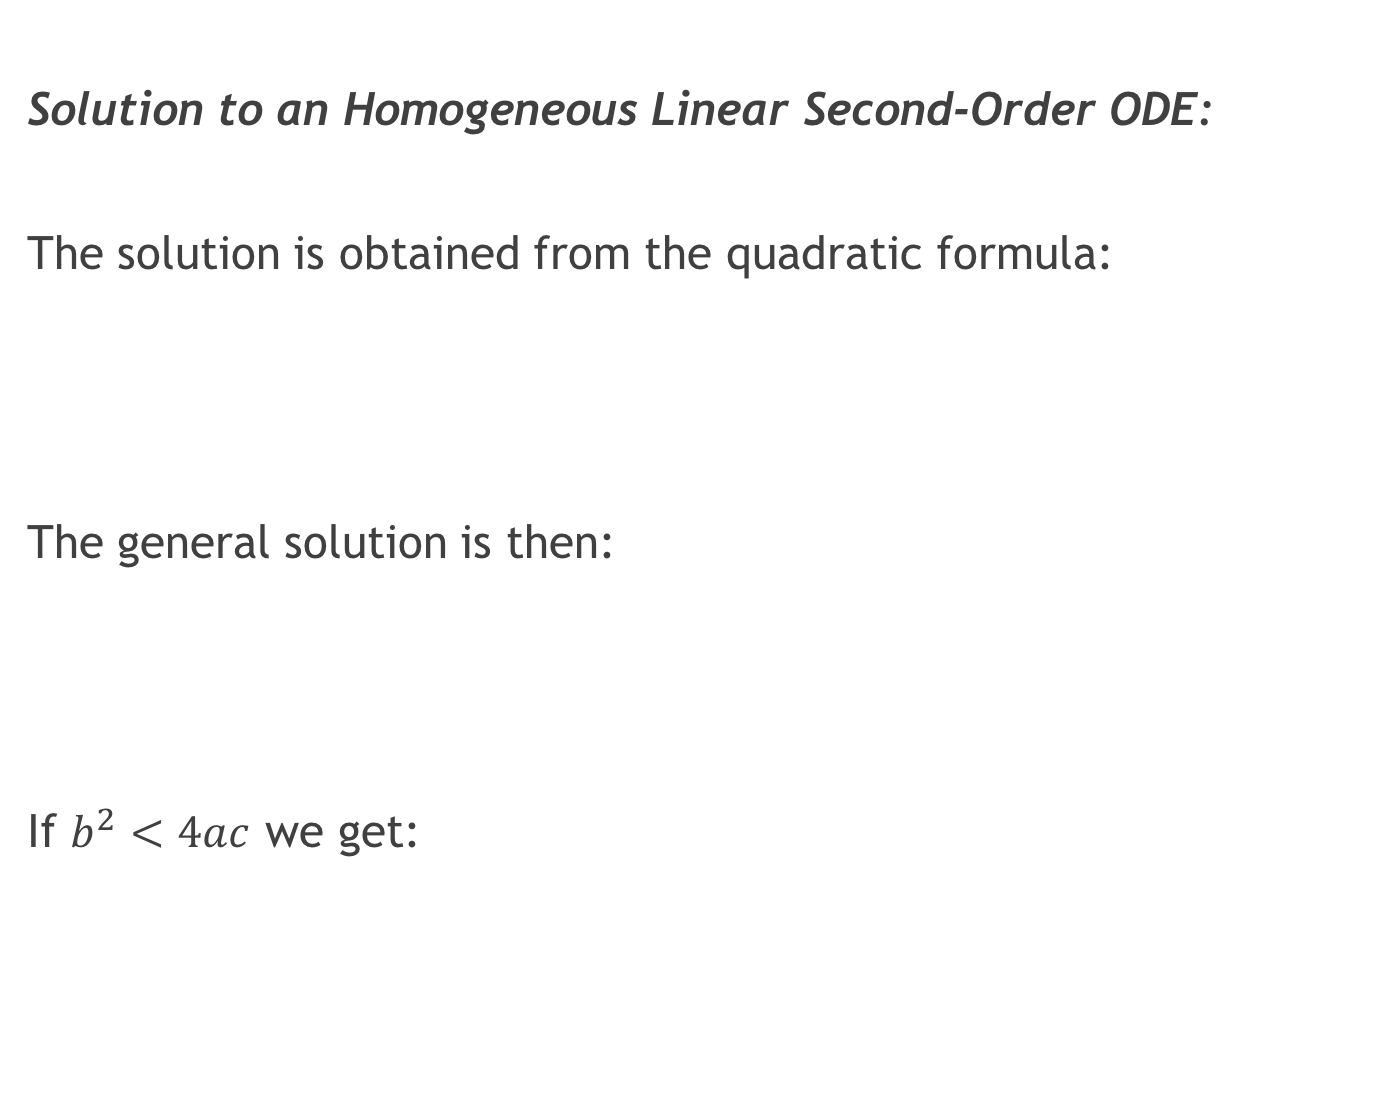 Solution to an Homogeneous Linear Second-Order ODE:
The solution is obtained from the quadratic formula:
The general solution is then:
If b² < 4ac we get: